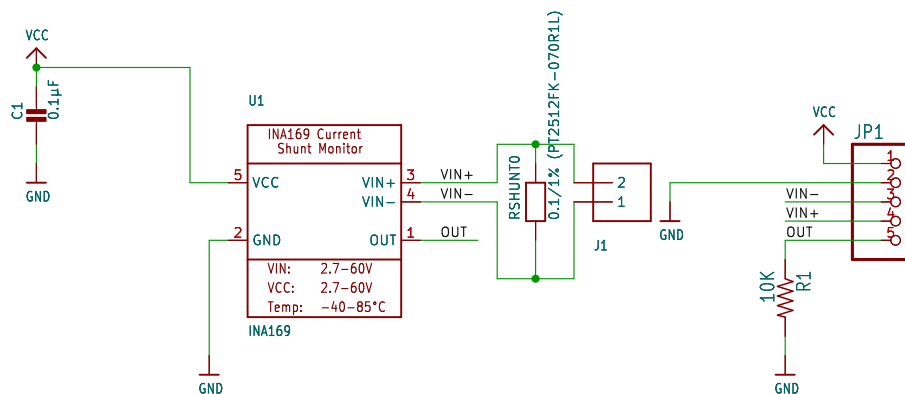 VCC
C1
0.1µF
GND
U1
INA169 Current
Shunt Monitor
5 VCC VIN+ 3 VIN+
VIN- 4 VIN-
2 GND OUT 1 OUT
VIN: 2.7-60V
VCC: 2.7-60V
Temp: -40-85°C
INA169
GND
RSHUNT0
0.1/1% (PT2512FK-070R1L)
2
1
J1
GND
VCC
JP1
1
2
VIN- 3
VIN+ 4
OUT 5
10K
R1
GND